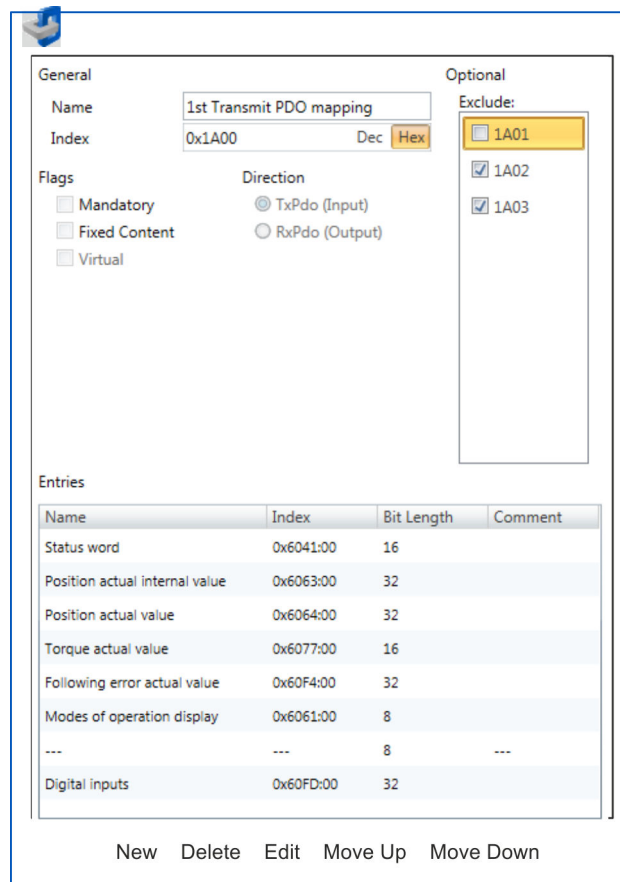 General
Optional
Name 1st Transmit PDO mapping
Exclude:
Index 0x1A00 Dec Hex
1A01
1A02
1A03
Flags Direction
Mandatory TxPdo (Input)
Fixed Content RxPdo (Output)
Virtual
Entries
Name Index Bit Length Comment
Status word 0x6041:00 16
Position actual internal value 0x6063:00 32
Position actual value 0x6064:00 32
Torque actual value 0x6077:00 16
Following error actual value 0x60F4:00 32
Modes of operation display 0x6061:00 8
--- --- 8 ---
Digital inputs 0x60FD:00 32
New Delete Edit Move Up Move Down